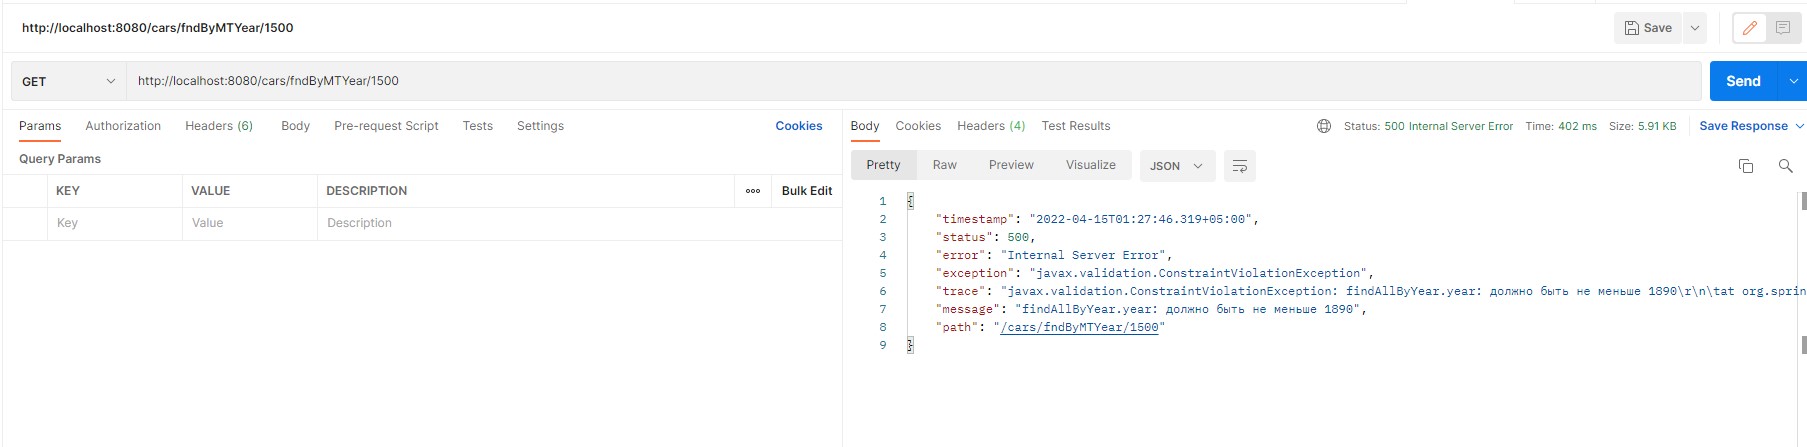 http://localhost:8080/cars/fndByMTYear/1500
Save
GET http://localhost:8080/cars/fndByMTYear/1500 Send
Params Authorization Headers (6) Body Pre-request Script Tests Settings Cookies
Query Params
KEY VALUE DESCRIPTION Bulk Edit
Key Value Description
Body Cookies Headers (4) Test Results Status: 500 Internal Server Error Time: 402 ms Size: 5.91 KB Save Response
Pretty Raw Preview Visualize JSON
1 {
2 "timestamp": "2022-04-15T01:27:46.319+05:00",
3 "status": 500,
4 "error": "Internal Server Error",
5 "exception": "javax.validation.ConstraintViolationException",
6 "trace": "javax.validation.ConstraintViolationException: findAllByYear.year: должно быть не меньше 1890\r\n\tat org.sprin
7 "message": "findAllByYear.year: должно быть не меньше 1890",
8 "path": "/cars/fndByMTYear/1500"
9 }